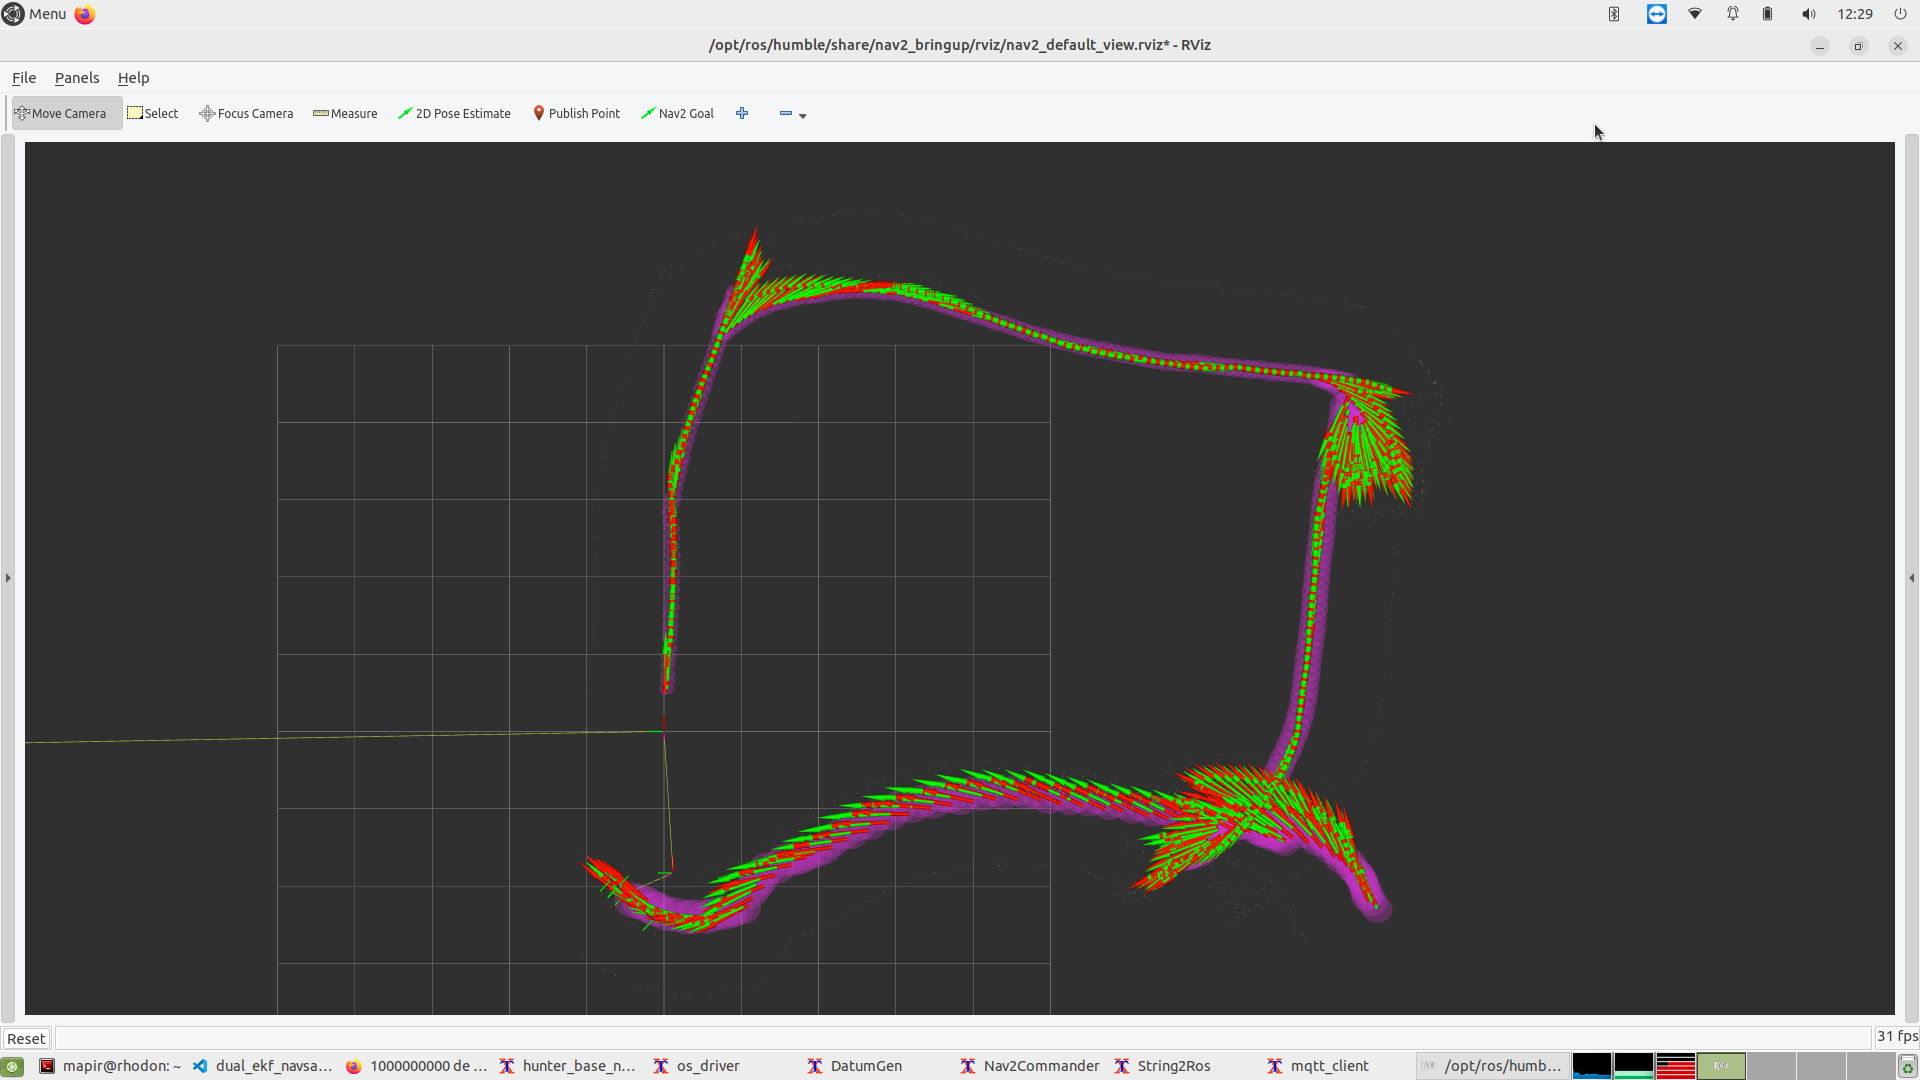 Menu
12:29
/opt/ros/humble/share/nav2_bringup/rviz/nav2_default_view.rviz* - RViz
File Panels Help
Move Camera Select Focus Camera Measure 2D Pose Estimate Publish Point Nav2 Goal
Reset
31 fps
mapir@rhodon: ~ dual_ekf_navsa... 1000000000 de ... hunter_base_n... os_driver DatumGen Nav2Commander String2Ros mqtt_client /opt/ros/humb...